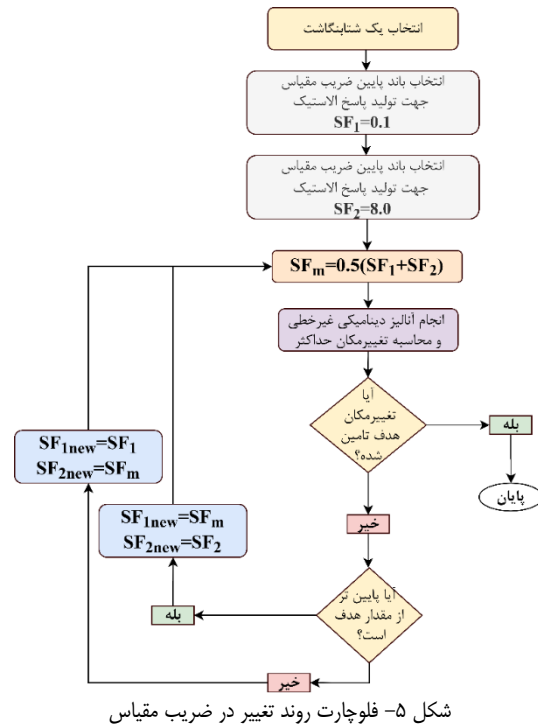 انتخاب یک شتابنگاشت
انتخاب باند پایین ضریب مقیاس
جهت تولید پاسخ الاستیک
SF1=0.1
انتخاب باند پایین ضریب مقیاس
جهت تولید پاسخ الاستیک
SF2=8.0
SFm=0.5(SF1+SF2)
انجام آنالیز دینامیکی غیرخطی
و محاسبه تغییرمکان حداکثر
آیا
تغییرمکان
هدف تامین
شده؟
بله
پایان
خیر
آیا پایین تر
از مقدار هدف
است؟
بله
SF1new=SFm
SF2new=SF2
خیر
SF1new=SF1
SF2new=SFm
شکل ۵- فلوچارت روند تغییر در ضریب مقیاس